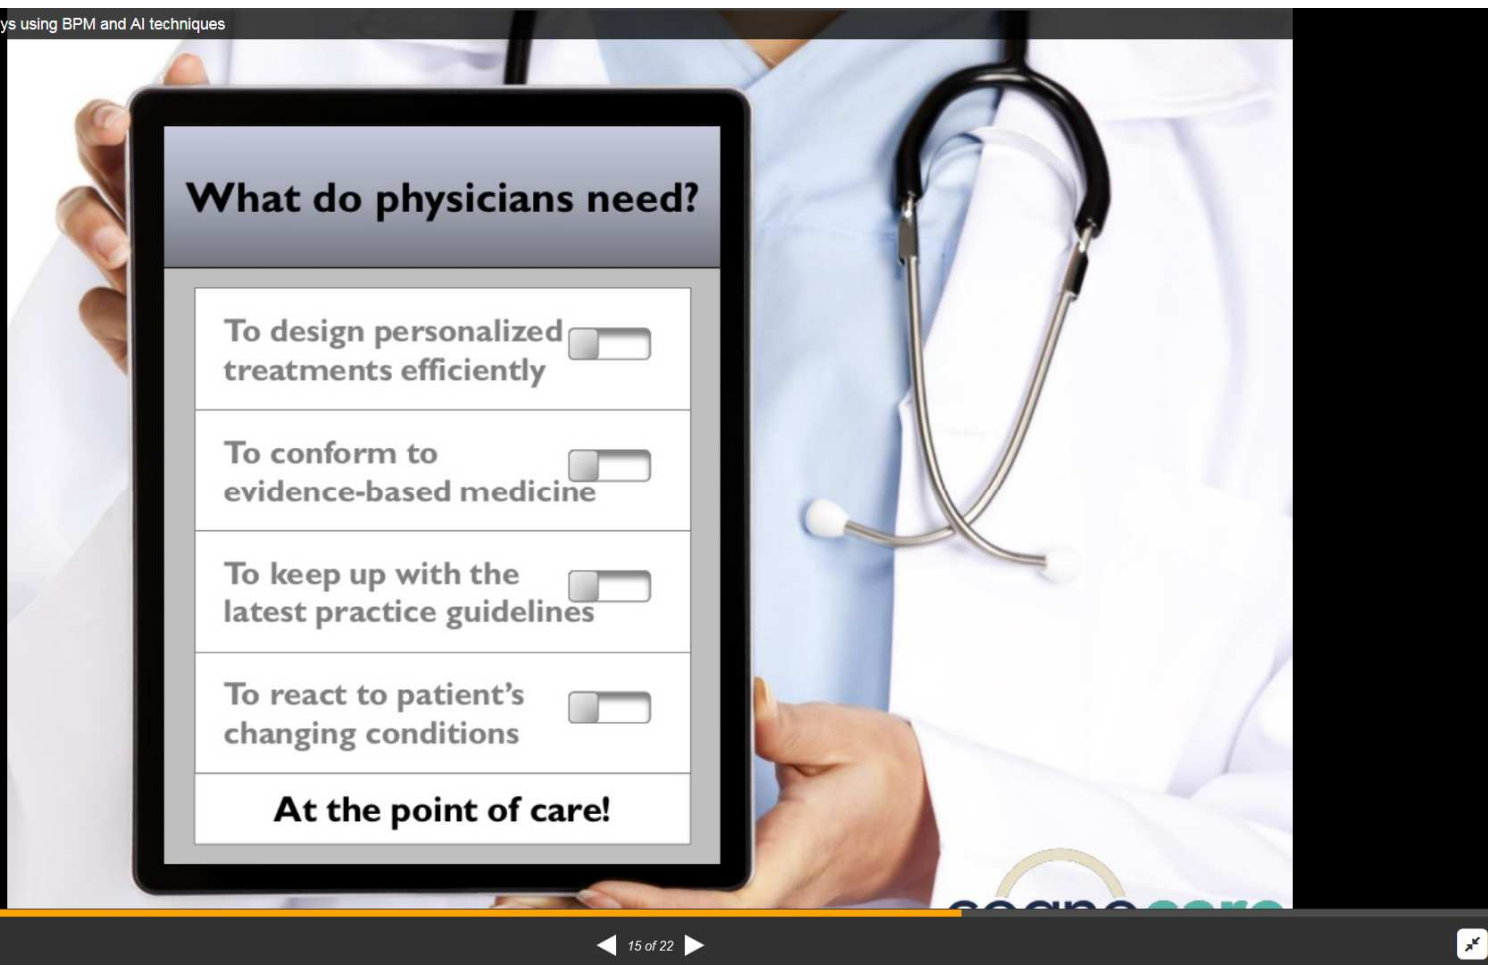 ys using BPM and AI techniques
What do physicians need?
To design personalized
treatments efficiently
To conform to
evidence-based medicine
To keep up with the
latest practice guidelines
To react to patient's
changing conditions
At the point of care!
15 of 22